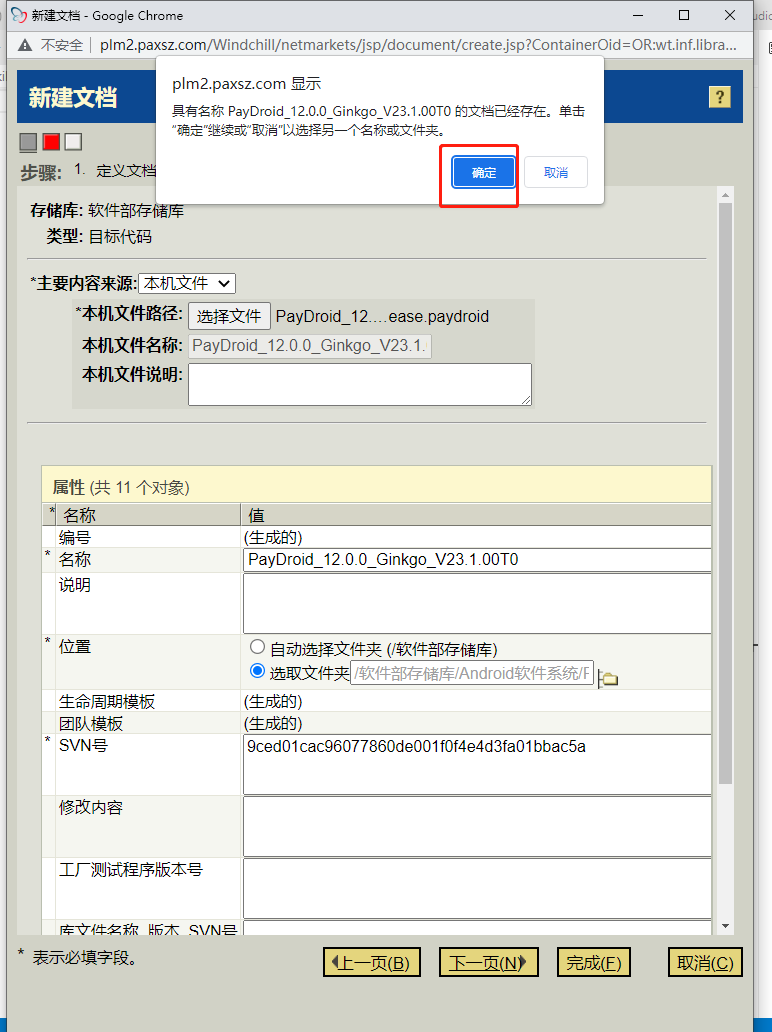 新建文档 - Google Chrome
不安全 | plm2.paxsz.com/Windchill/netmarkets/jsp/document/create.jsp?ContainerOid=OR:wt.inf.libra...
plm2.paxsz.com 显示
具有名称 PayDroid_12.0.0_Ginkgo_V23.1.00T0 的文档已经存在。单击
“确定”继续或“取消”以选择另一个名称或文件夹。
确定 取消
新建文档 ?
步骤: 1. 定义文档
存储库: 软件部存储库
类型: 目标代码
*主要内容来源: 本机文件
*本机文件路径: 选择文件 PayDroid_12....ease.paydroid
本机文件名称: PayDroid_12.0.0_Ginkgo_V23.1.
本机文件说明:
属性 (共 11 个对象)
* 名称 值
编号 (生成的)
* 名称 PayDroid_12.0.0_Ginkgo_V23.1.00T0
说明
* 位置 自动选择文件夹 (/软件部存储库)
选取文件夹 /软件部存储库/Android软件系统/F
生命周期模板 (生成的)
团队模板 (生成的)
* SVN号 9ced01cac96077860de001f0f4e4d3fa01bbac5a
修改内容
工厂测试程序版本号
库文件名称_版本_SVN号
* 表示必填字段。 上一页(B) 下一页(N) 完成(F) 取消(C)